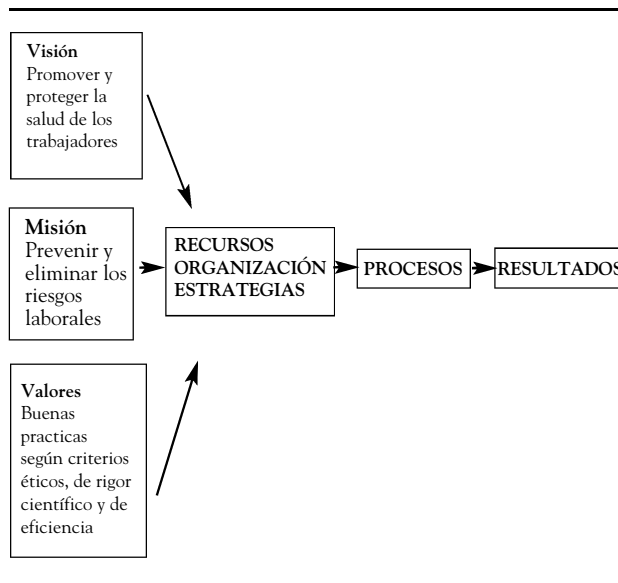 Visión
Promover y
proteger la
salud de los
trabajadores
Misión
Prevenir y
eliminar los
riesgos
laborales
RECURSOS
ORGANIZACIÓN
ESTRATEGIAS
PROCESOS
RESULTADOS
Valores
Buenas
practicas
según criterios
éticos, de rigor
científico y de
eficiencia